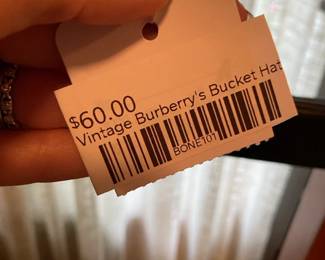 $60.00
Vintage Burberry's Bucket Hat
BONE101